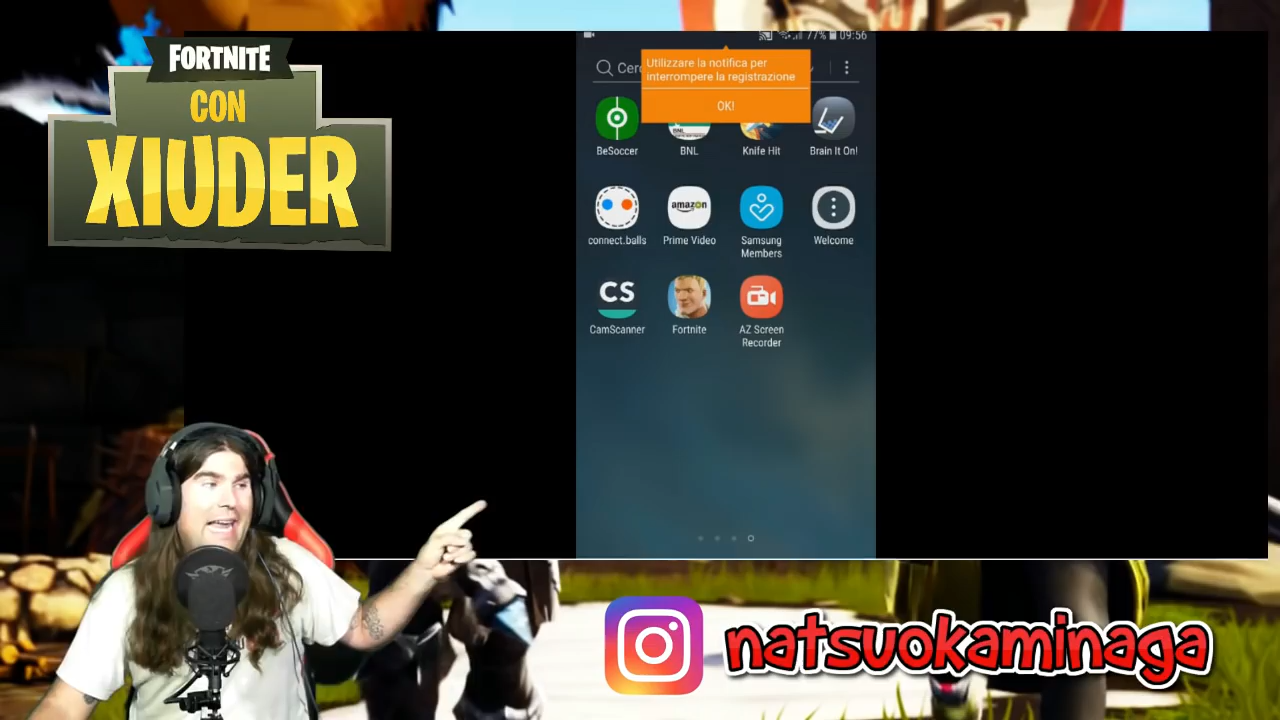 FORTNITE
CON
XIUDER
77% 09:56
Cerc
Utilizzare la notifica per
interrompere la registrazione
OK!
BeSoccer
BNL
BNL
Knife Hit
Brain It On!
connect.balls
amazon
Prime Video
Samsung
Members
Welcome
CS
CamScanner
Fortnite
AZ Screen
Recorder
natsuokaminaga